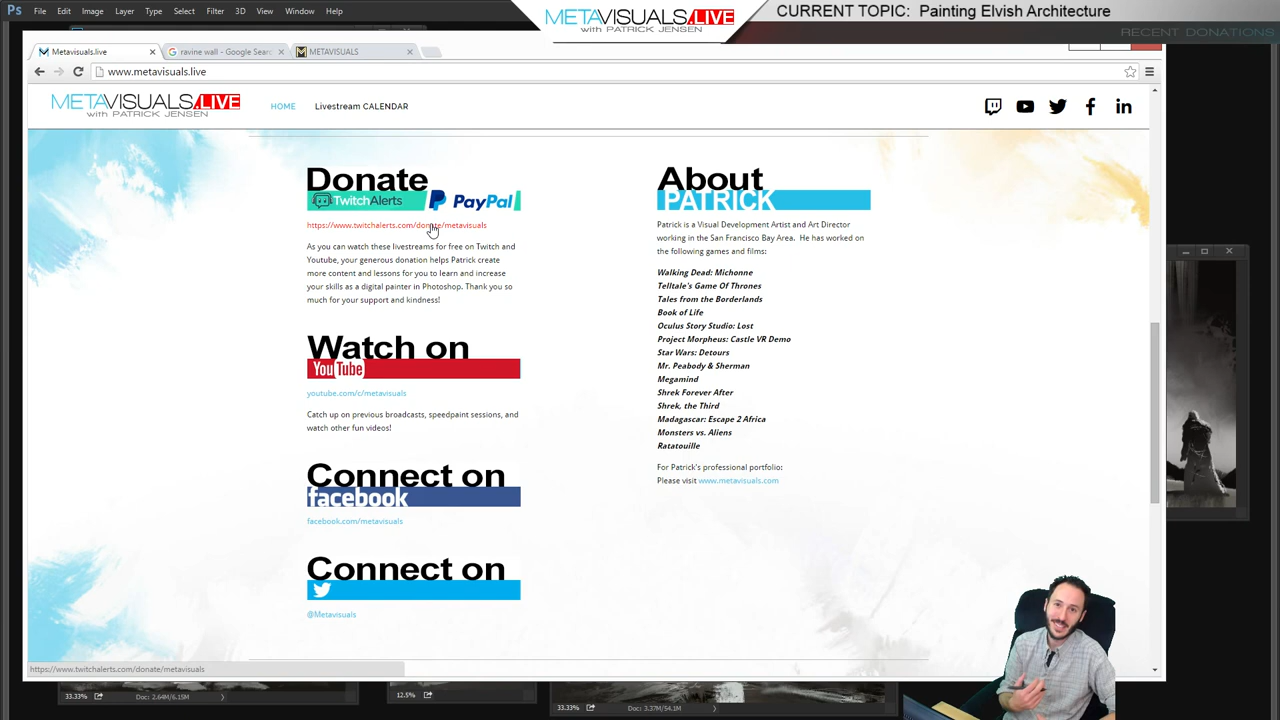 Ps File Edit Image Layer Type Select Filter 3D View Window Help
METAVISUALS.LIVE
with PATRICK JENSEN
CURRENT TOPIC: Painting Elvish Architecture
RECENT DONATIONS
Metavisuals.live
ravine wall - Google Sear
METAVISUALS
www.metavisuals.live
METAVISUALS.LIVE
with PATRICK JENSEN
HOME
Livestream CALENDAR
Donate
TwitchAlerts
PayPal
https://www.twitchalerts.com/donate/metavisuals
As you can watch these livestreams for free on Twitch and
Youtube, your generous donation helps Patrick create
more content and lessons for you to learn and increase
your skills as a digital painter in Photoshop. Thank you so
much for your support and kindness!
Watch on
YouTube
youtube.com/c/metavisuals
Catch up on previous broadcasts, speedpaint sessions, and
watch other fun videos!
Connect on
facebook
facebook.com/metavisuals
Connect on
@Metavisuals
About
PATRICK
Patrick is a Visual Development Artist and Art Director
working in the San Francisco Bay Area. He has worked on
the following games and films:
Walking Dead: Michonne
Telltale's Game Of Thrones
Tales from the Borderlands
Book of Life
Oculus Story Studio: Lost
Project Morpheus: Castle VR Demo
Star Wars: Detours
Mr. Peabody & Sherman
Megamind
Shrek Forever After
Shrek, the Third
Madagascar: Escape 2 Africa
Monsters vs. Aliens
Ratatouille
For Patrick's professional portfolio:
Please visit www.metavisuals.com
https://www.twitchalerts.com/donate/metavisuals
33.33% Doc: 2.64M/6.15M
12.5%
33.33% Doc: 3.37M/54.1M